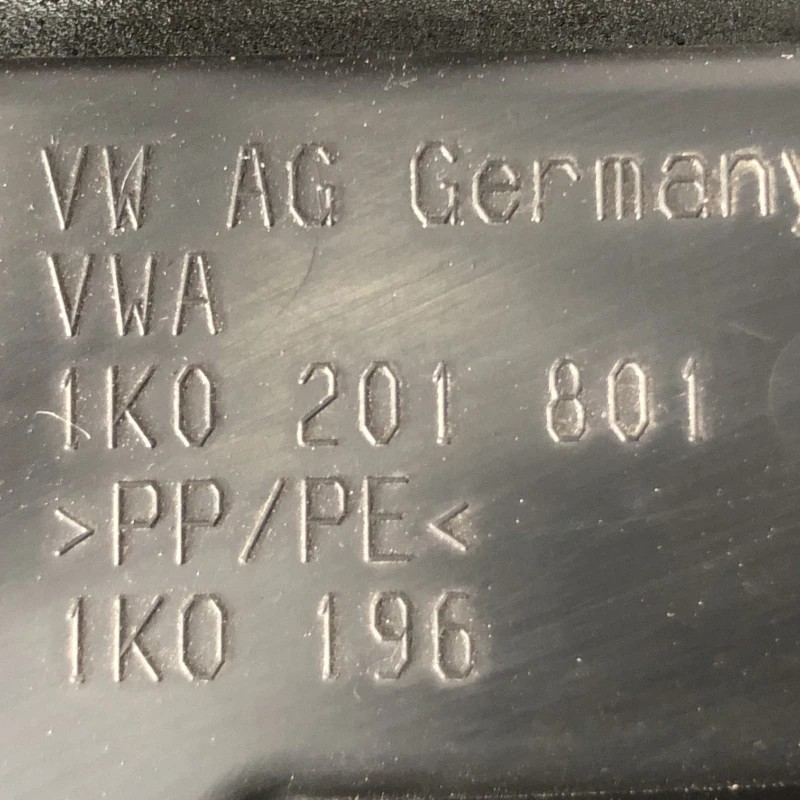 VW AG Germany
VWA
1K0 201 801
>PP/PE<
1K0 196